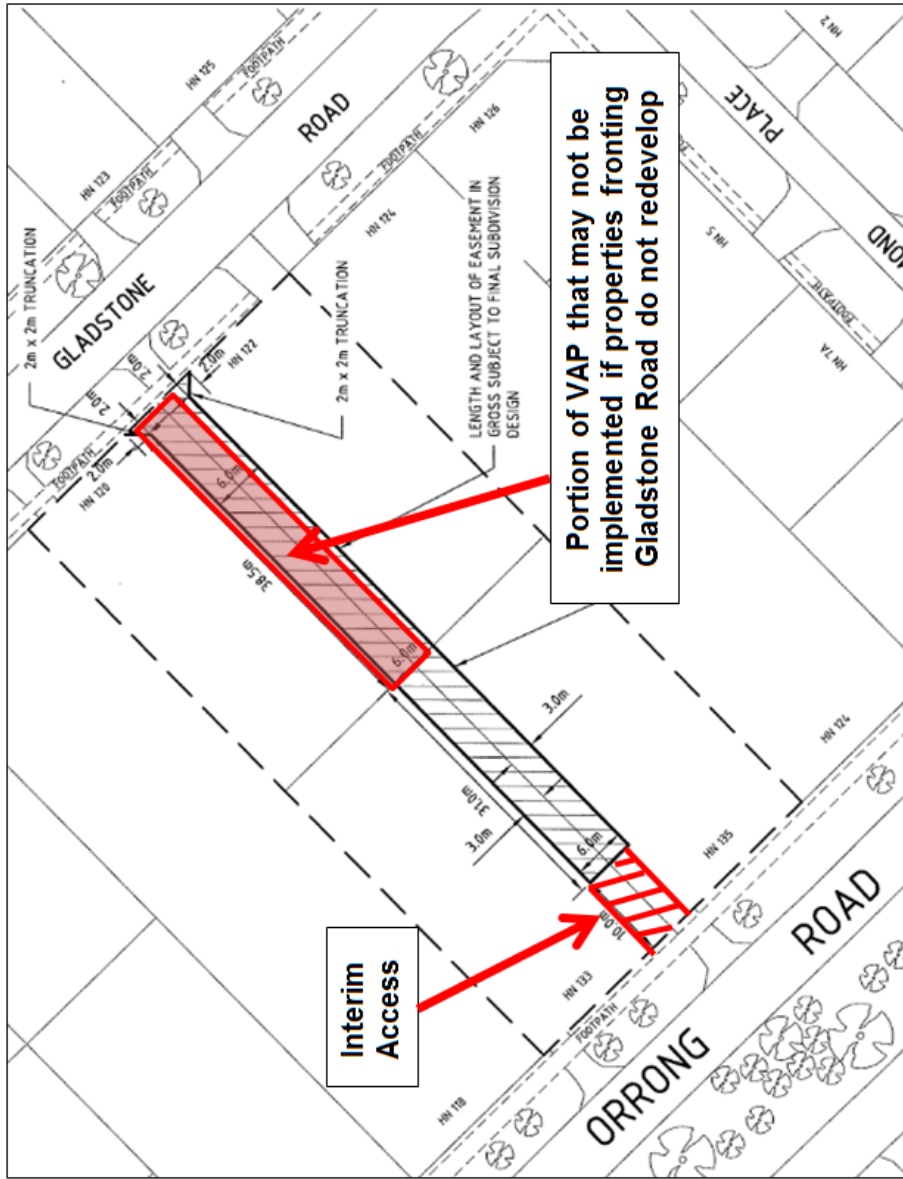 HN 125
FOOTPATH
HN 2
HN 123
FOOTPATH
ROAD
HN 126
FOOTPATH
PLACE
2m x 2m TRUNCATION
GLADSTONE
HN 124
LENGTH AND LAYOUT OF EASEMENT IN
GROSS SUBJECT TO FINAL SUBDIVISION
DESIGN
HN 5
MOND
2.0m
2.0m
2.0m
HN 122
2m x 2m TRUNCATION
FOOTPATH
HN 7A
FOOTPATH
2.0m
HN 120
6.0m
38.5m
Portion of VAP that may not be
implemented if properties fronting
Gladstone Road do not redevelop
6.0m
3.0m
31.0m
3.0m
HN 124
6.0m
HN 135
10.0m
Interim
Access
HN 133
FOOTPATH
ROAD
HN 118
ORRONG